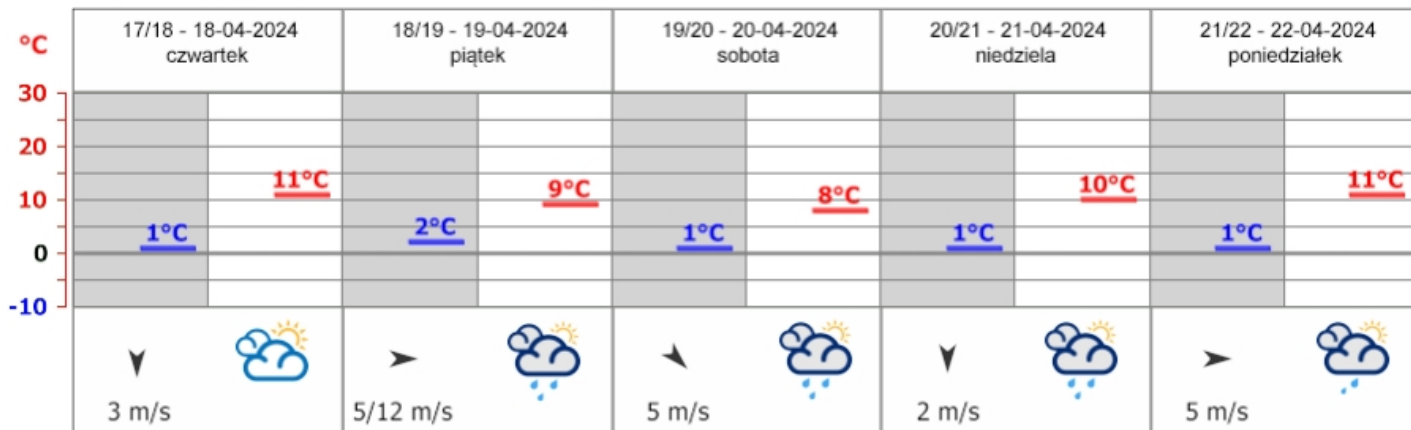 °C
17/18 - 18-04-2024
czwartek
18/19 - 19-04-2024
piątek
19/20 - 20-04-2024
sobota
20/21 - 21-04-2024
niedziela
21/22 - 22-04-2024
poniedziałek
30
20
10
0
-10
11°C
1°C
9°C
2°C
8°C
1°C
10°C
1°C
11°C
1°C
3 m/s
5/12 m/s
5 m/s
2 m/s
5 m/s